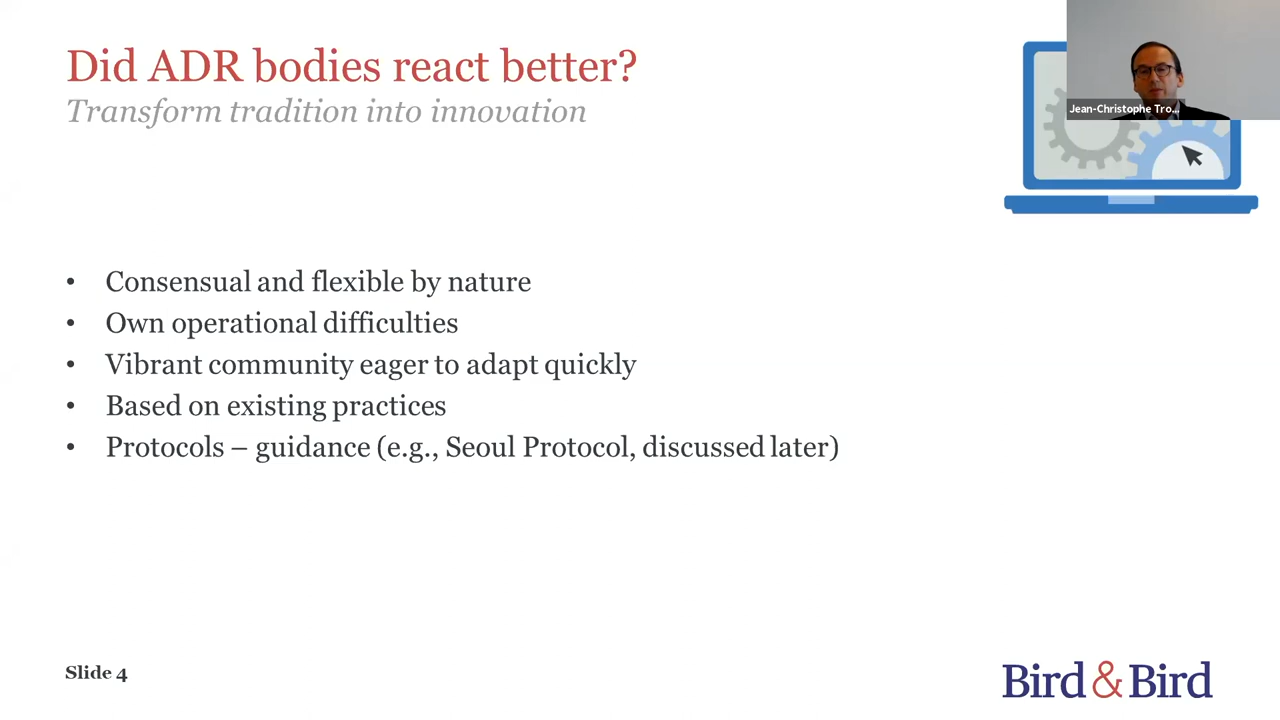 Did ADR bodies react better?
Transform tradition into innovation
Jean-Christophe Tro...
• Consensual and flexible by nature
• Own operational difficulties
• Vibrant community eager to adapt quickly
• Based on existing practices
• Protocols – guidance (e.g., Seoul Protocol, discussed later)
Slide 4
Bird & Bird